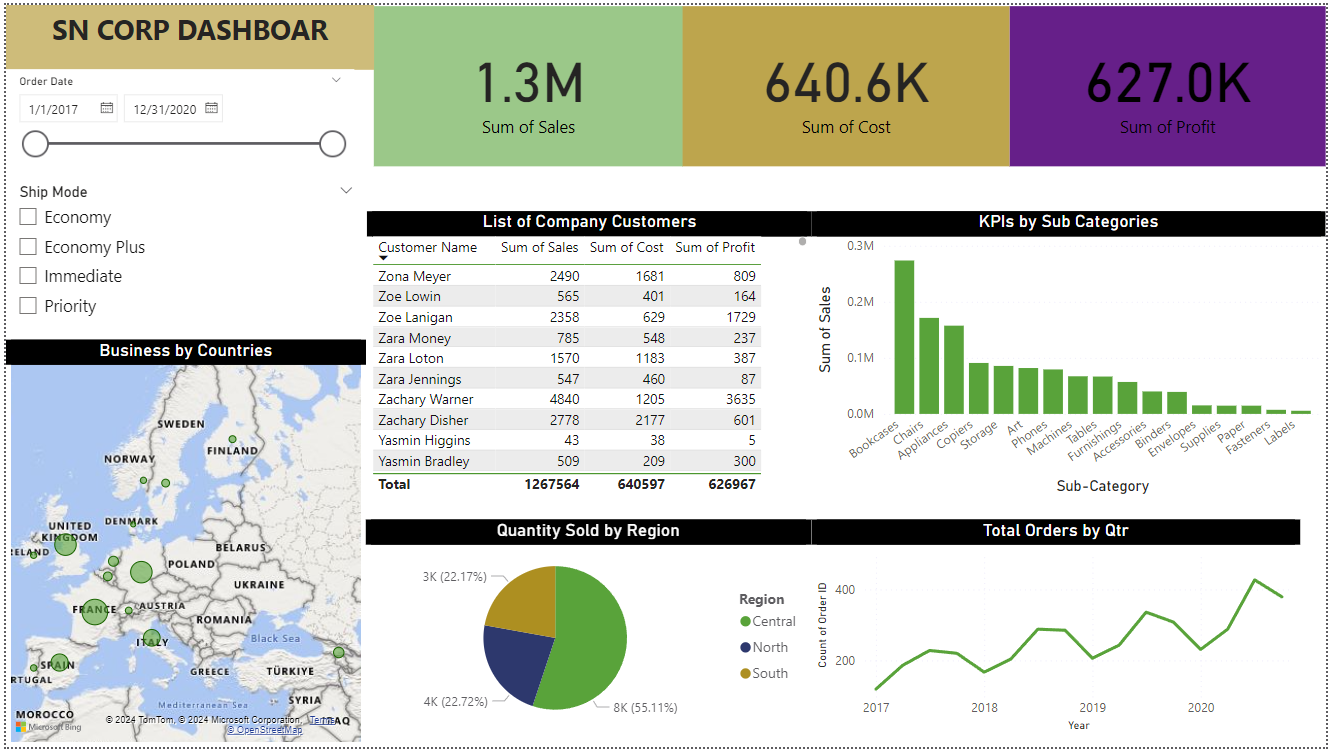 SN CORP DASHBOAR
Order Date
1/1/2017 12/31/2020
Ship Mode
Economy
Economy Plus
Immediate
Priority
1.3M
Sum of Sales
640.6K
Sum of Cost
627.0K
Sum of Profit
List of Company Customers
Customer Name Sum of Sales Sum of Cost Sum of Profit
Zona Meyer 2490 1681 809
Zoe Lowin 565 401 164
Zoe Lanigan 2358 629 1729
Zara Money 785 548 237
Zara Loton 1570 1183 387
Zara Jennings 547 460 87
Zachary Warner 4840 1205 3635
Zachary Disher 2778 2177 601
Yasmin Higgins 43 38 5
Yasmin Bradley 509 209 300
Total 1267564 640597 626967
KPIs by Sub Categories
Sum of Sales
0.3M
0.2M
0.1M
0.0M
Bookcases
Chairs
Appliances
Copiers
Storage
Art
Phones
Machines
Tables
Furnishings
Accessories
Binders
Envelopes
Supplies
Paper
Fasteners
Labels
Sub-Category
Business by Countries
SWEDEN
FINLAND
NORWAY
DENMARK
UNITED
KINGDOM
ELAND
BELARUS
POLAND
UKRAINE
FRANCE
AUSTRIA
ROMANIA
ITALY
Black Sea
SPAIN
RTUGAL
GREECE
TÜRKIYE
Mediterranean Sea
SYRIA
MOROCCO
AQ
Microsoft Bing
© 2024 TomTom, © 2024 Microsoft Corporation, Terms
© OpenStreetMap
Quantity Sold by Region
3K (22.17%)
4K (22.72%)
8K (55.11%)
Region
Central
North
South
Total Orders by Qtr
Count of Order ID
400
200
2017 2018 2019 2020
Year